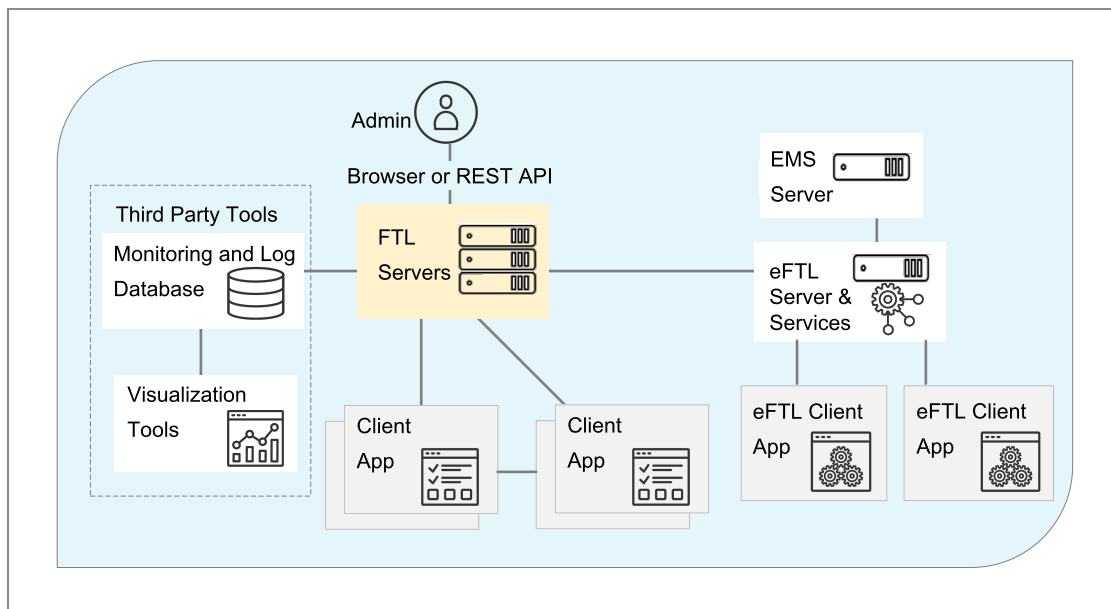 Admin
Browser or REST API
Third Party Tools
Monitoring and Log
Database
Visualization
Tools
FTL
Servers
EMS
Server
eFTL
Server &
Services
Client
App
Client
App
eFTL Client
App
eFTL Client
App